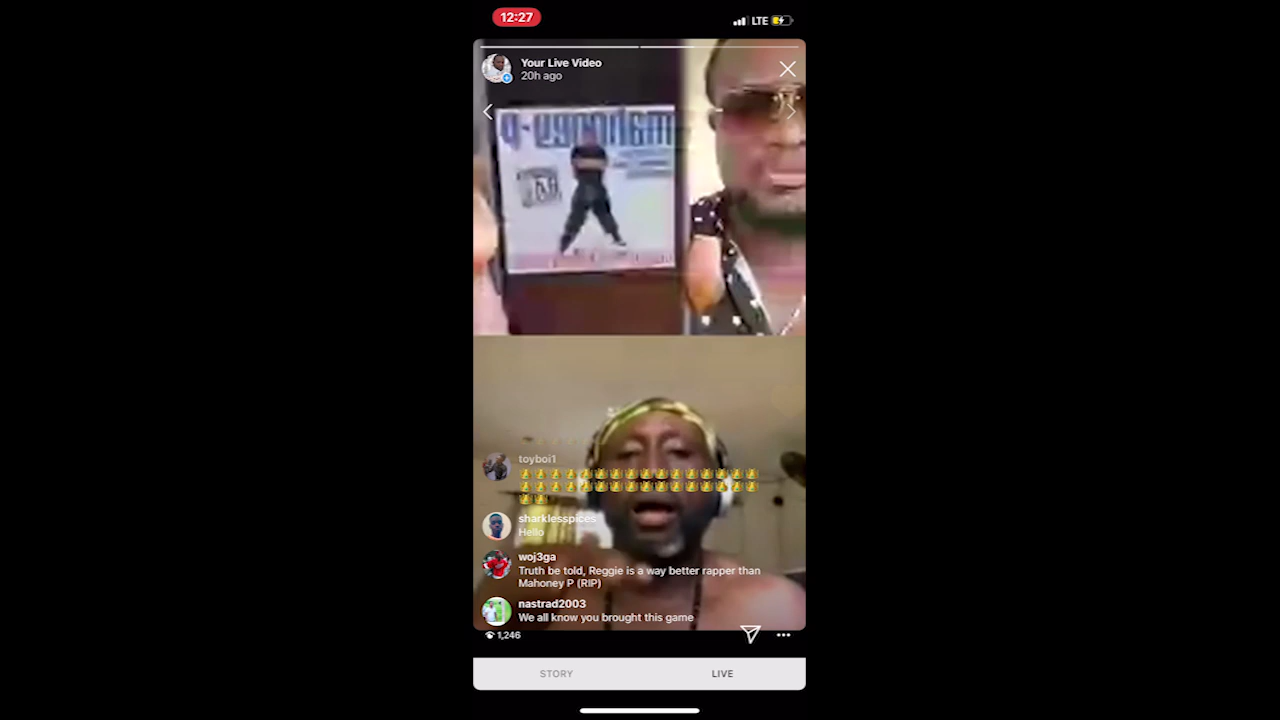 12:27
LTE
Your Live Video
20h ago
toyboi1
sharklesspices
Hello
woj3ga
Truth be told, Reggie is a way better rapper than
Mahoney P (RIP)
nastrad2003
We all know you brought this game
1,246
STORY
LIVE